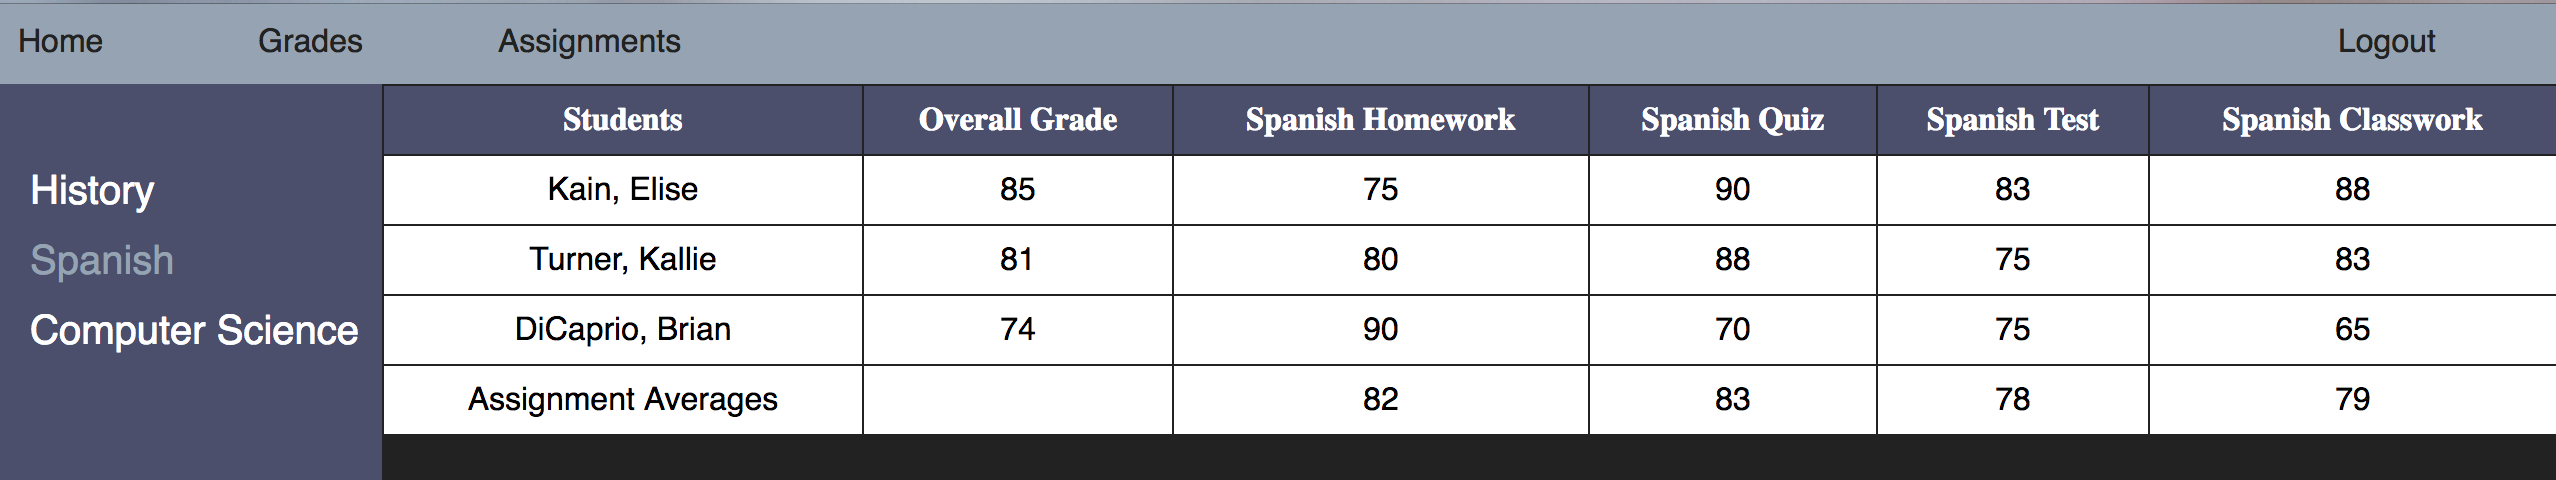 Home Grades Assignments Logout
History
Spanish
Computer Science
Students Overall Grade Spanish Homework Spanish Quiz Spanish Test Spanish Classwork
Kain, Elise 85 75 90 83 88
Turner, Kallie 81 80 88 75 83
DiCaprio, Brian 74 90 70 75 65
Assignment Averages 82 83 78 79